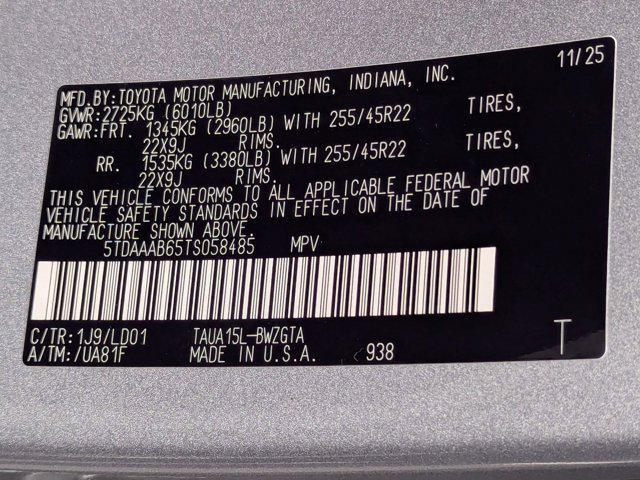 11/25
MFD.BY:TOYOTA MOTOR MANUFACTURING, INDIANA, INC.
GVWR:2725KG (6010LB)
GAWR:FRT. 1345KG (2960LB) WITH 255/45R22 TIRES,
22X9J RIMS.
RR. 1535KG (3380LB) WITH 255/45R22 TIRES,
22X9J RIMS.
THIS VEHICLE CONFORMS TO ALL APPLICABLE FEDERAL MOTOR
VEHICLE SAFETY STANDARDS IN EFFECT ON THE DATE OF
MANUFACTURE SHOWN ABOVE.
5TDAAAB65TS058485 MPV
C/TR:1J9/LD01 TAUA15L-BWZGTA
A/TM:/UA81F MADE IN U.S.A. 938
T